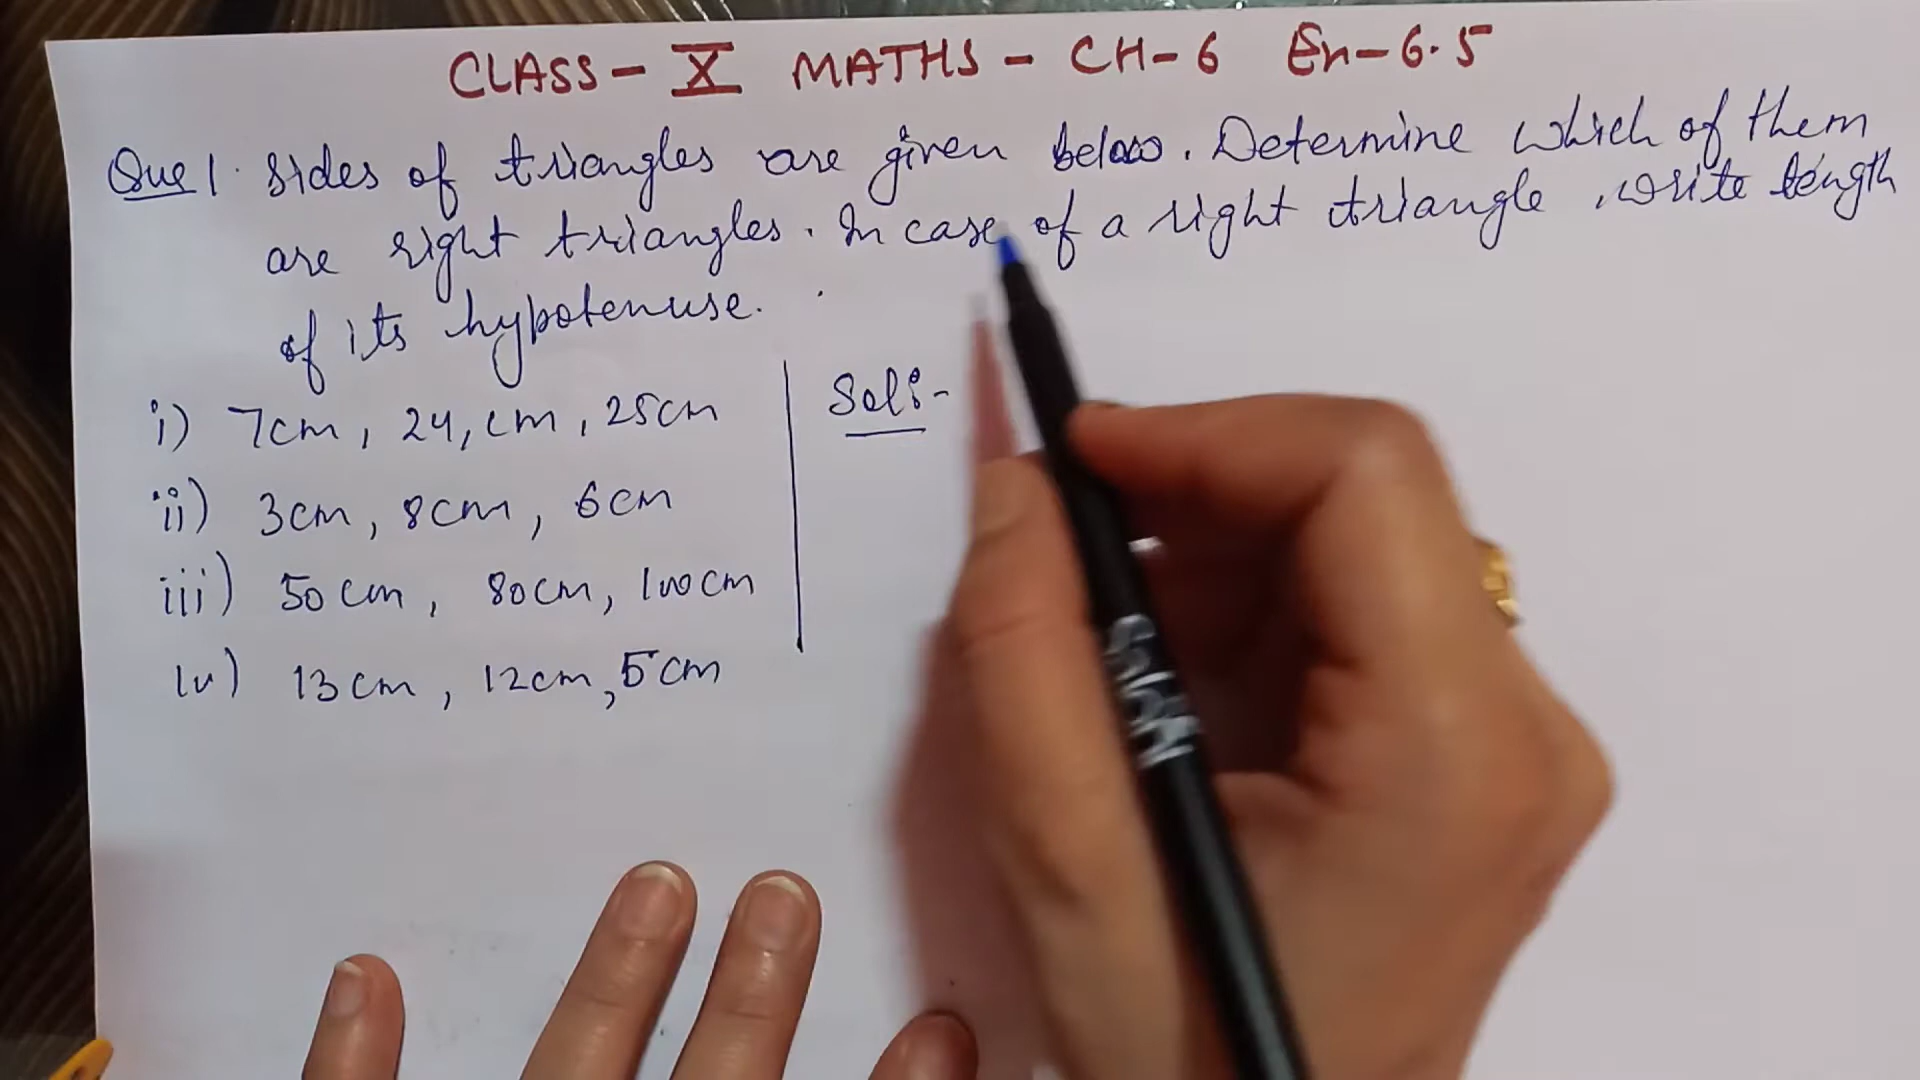 CLASS - X MATHS - CH-6 Ex-6.5
Que 1. Sides of triangles are given below. Determine which of them
are right triangles. In case of a right triangle, write length
of its hypotenuse.
i) 7cm, 24, cm, 25cm
Sol:-
ii) 3cm, 8cm, 6cm
iii) 50cm, 80cm, 100cm
iv) 13cm, 12cm, 5cm